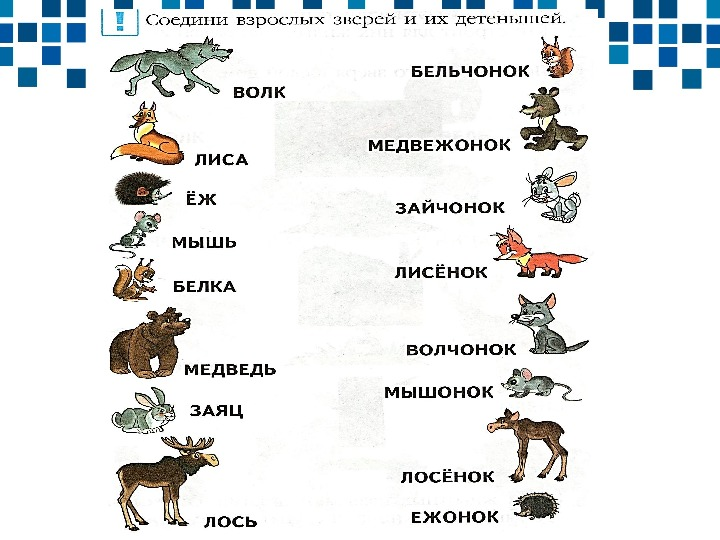 ! Соедини взрослых зверей и их детёнышей.
ВОЛК
ЛИСА
ЁЖ
МЫШЬ
БЕЛКА
МЕДВЕДЬ
ЗАЯЦ
ЛОСЬ
БЕЛЬЧОНОК
МЕДВЕЖОНОК
ЗАЙЧОНОК
ЛИСЁНОК
ВОЛЧОНОК
МЫШОНОК
ЛОСЁНОК
ЕЖОНОК